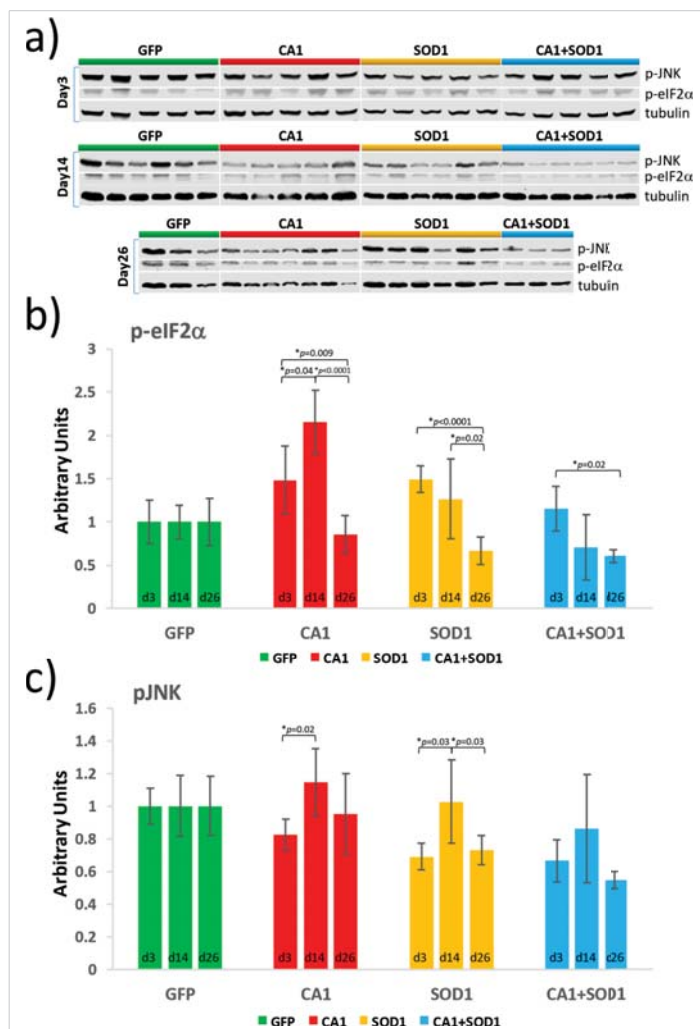 a)
GFP CA1 SOD1 CA1+SOD1
Day3
p-JNK
p-eIF2α
tubulin
Day14
p-JNK
p-eIF2α
tubulin
GFP CA1 SOD1 CA1+SOD1
Day26
p-JNK
p-eIF2α
tubulin
b)
p-eIF2α
Arbitrary Units
3
2.5
2
1.5
1
0.5
0
*p=0.009
*p=0.04 *p<0.0001
*p<0.0001
*p=0.02
*p=0.02
d3 d14 d26 d3 d14 d26 d3 d14 d26 d3 d14 d26
GFP CA1 SOD1 CA1+SOD1
GFP CA1 SOD1 CA1+SOD1
c)
pJNK
Arbitrary Units
1.6
1.4
1.2
1
0.8
0.6
0.4
0.2
0
*p=0.02
*p=0.03 *p=0.03
d3 d14 d26 d3 d14 d26 d3 d14 d26 d3 d14 d26
GFP CA1 SOD1 CA1+SOD1
GFP CA1 SOD1 CA1+SOD1